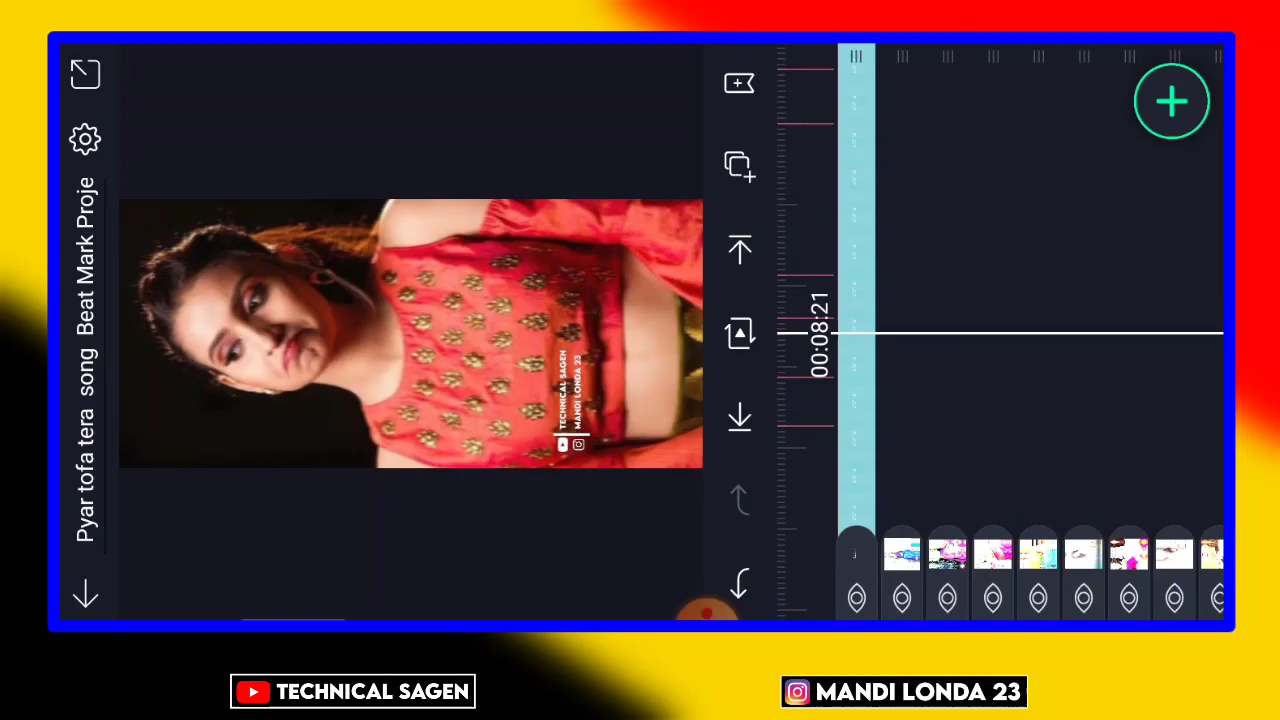 Pyar tofa tera song Beat Mark Proje
TECHNICAL SAGEN
MANDI LONDA 23
00:08:21
TECHNICAL SAGEN
MANDI LONDA 23